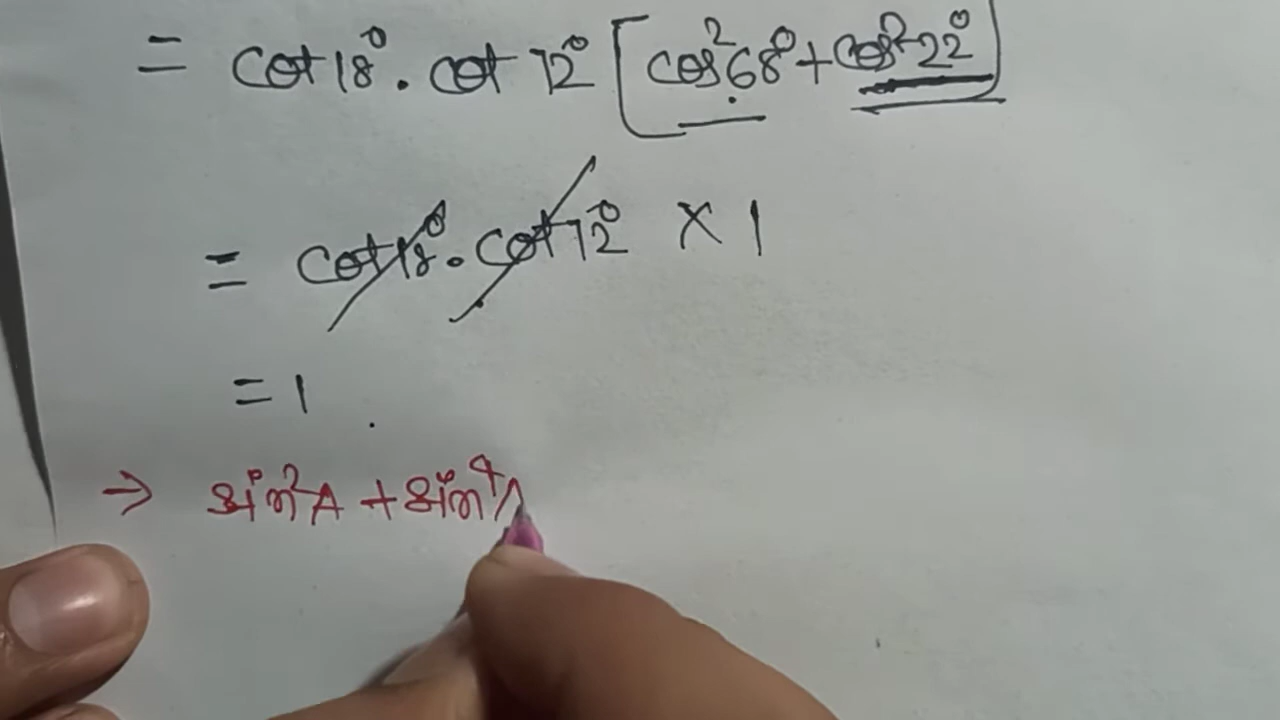 = cot 18° . cot 72° [cos²68° + cos²22°]
= cot 18° . cot 72° × 1
= 1 .
→ sin²A + sin⁴A